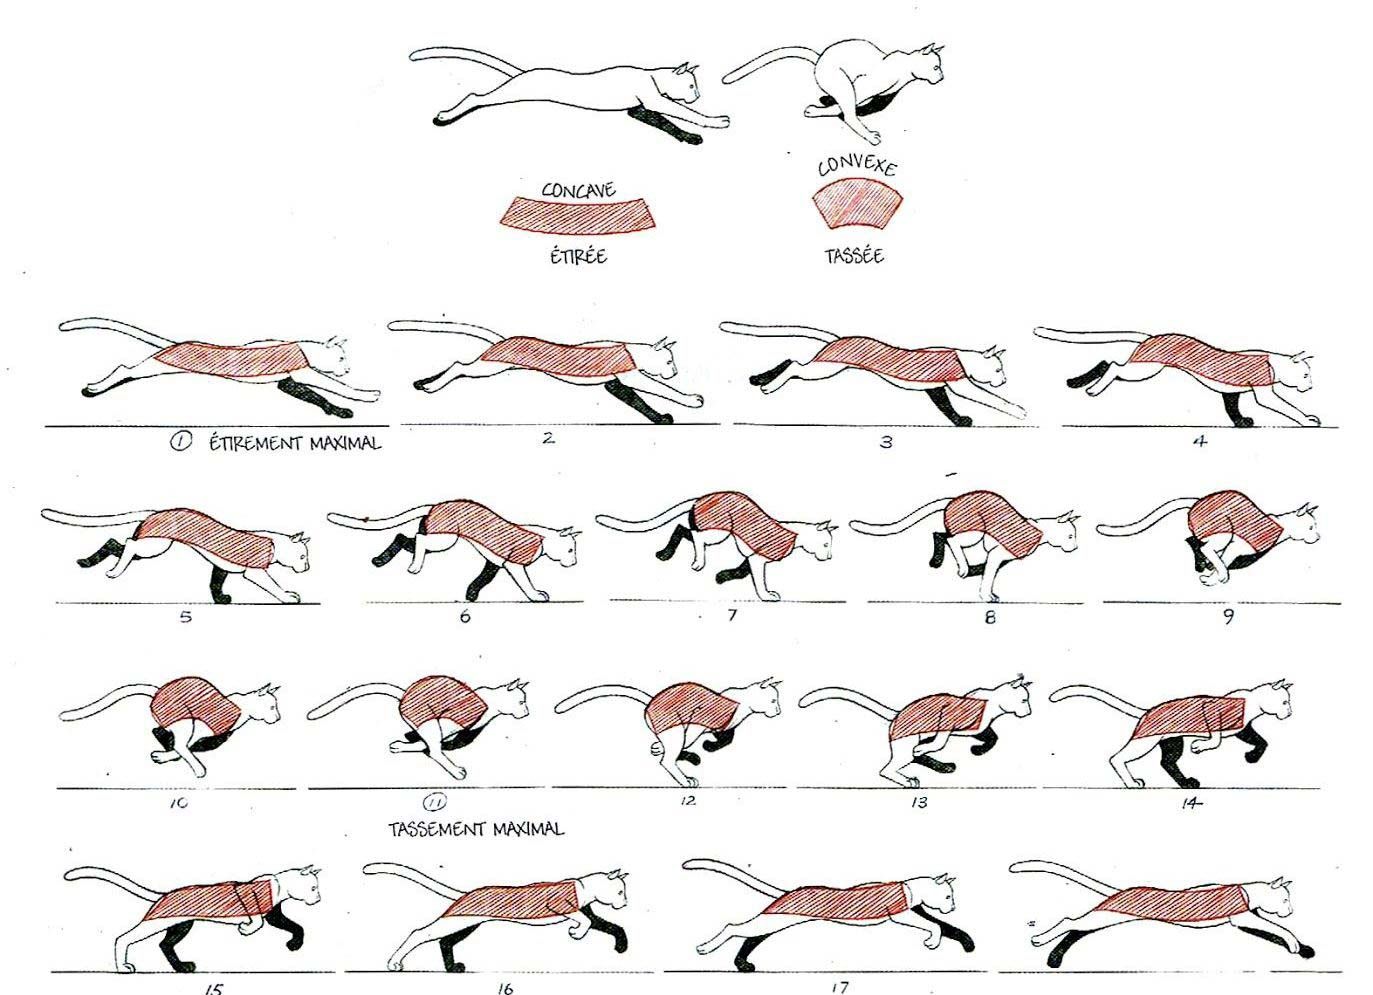 CONCAVE
CONVEXE
ÉTIRÉE
TASSÉE
1 ÉTIREMENT MAXIMAL
2
3
4
5
6
7
8
9
10
11
12
13
14
TASSEMENT MAXIMAL
15
16
17